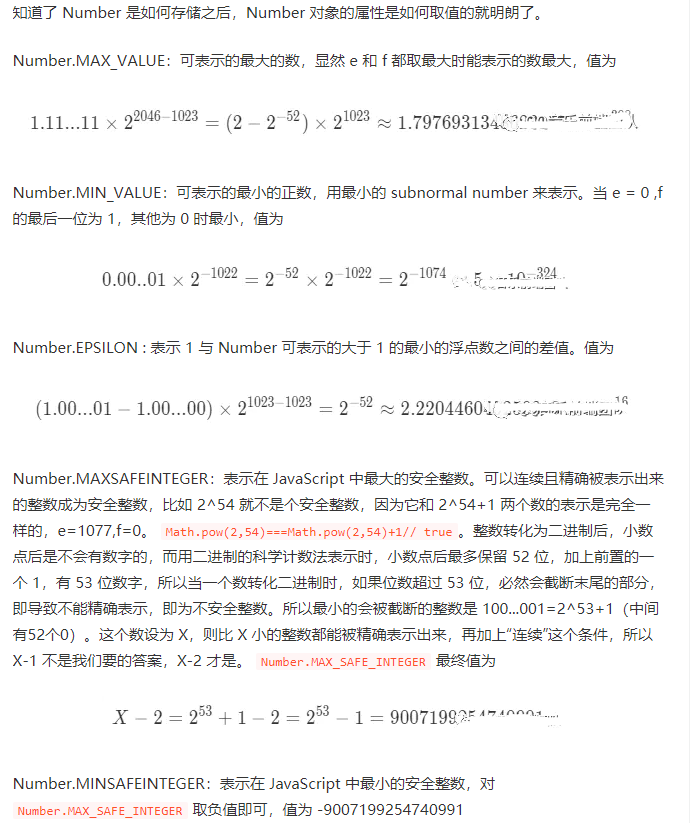 知道了 Number 是如何存储之后，Number 对象的属性是如何取值的就明朗了。
Number.MAX_VALUE：可表示的最大的数，显然 e 和 f 都取最大时能表示的数最大，值为
1.11...11 × 2^{2046−1023} = (2 − 2^{−52}) × 2^{1023} ≈ 1.7976931348
Number.MIN_VALUE：可表示的最小的正数，用最小的 subnormal number 来表示。当 e = 0 ,f
的最后一位为 1，其他为 0 时最小，值为
0.00..01 × 2^{−1022} = 2^{−52} × 2^{−1022} = 2^{−1074} 5 10^{−324}
Number.EPSILON : 表示 1 与 Number 可表示的大于 1 的最小的浮点数之间的差值。值为
(1.00...01 − 1.00...00) × 2^{1023−1023} = 2^{−52} ≈ 2.22044604
Number.MAXSAFEINTEGER：表示在 JavaScript 中最大的安全整数。可以连续且精确被表示出来
的整数成为安全整数，比如 2^54 就不是个安全整数，因为它和 2^54+1 两个数的表示是完全一
样的，e=1077,f=0。 Math.pow(2,54)===Math.pow(2,54)+1// true 。整数转化为二进制后，小数
点后是不会有数字的，而用二进制的科学计数法表示时，小数点后最多保留 52 位，加上前置的一
个 1，有 53 位数字，所以当一个数转化二进制时，如果位数超过 53 位，必然会截断末尾的部分，
即导致不能精确表示，即为不安全整数。所以最小的会被截断的整数是 100...001=2^53+1（中间
有52个0）。这个数设为 X，则比 X 小的整数都能被精确表示出来，再加上“连续”这个条件，所以
X-1 不是我们要的答案，X-2 才是。 Number.MAX_SAFE_INTEGER 最终值为
X − 2 = 2^{53} + 1 − 2 = 2^{53} − 1 = 9007199254740991
Number.MINSAFEINTEGER：表示在 JavaScript 中最小的安全整数，对
Number.MAX_SAFE_INTEGER 取负值即可，值为 -9007199254740991